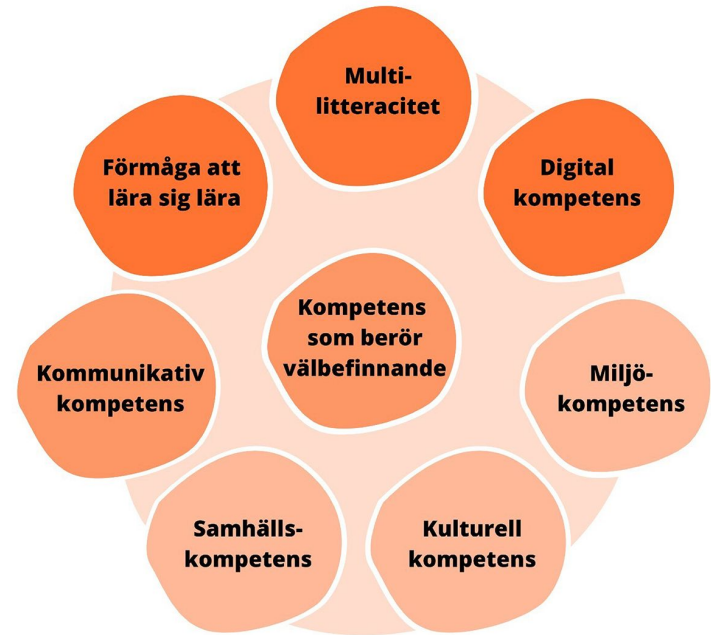 Multi-
litteracitet
Förmåga att
lära sig lära
Digital
kompetens
Kompetens
som berör
välbefinnande
Kommunikativ
kompetens
Miljö-
kompetens
Samhälls-
kompetens
Kulturell
kompetens